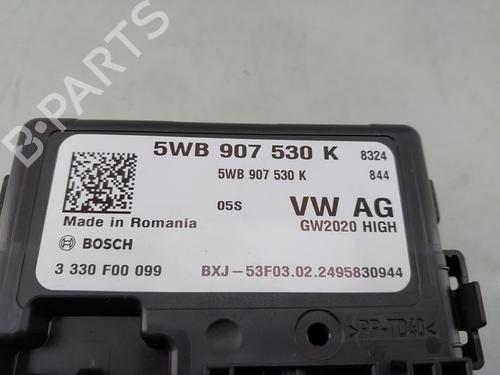 5WB 907 530 K 8324
5WB 907 530 K 844
05S VW AG
Made in Romania GW2020 HIGH
BOSCH
3 330 F00 099 BXJ-53F03.02.2495830944
>PP-TD40<
B-Parts